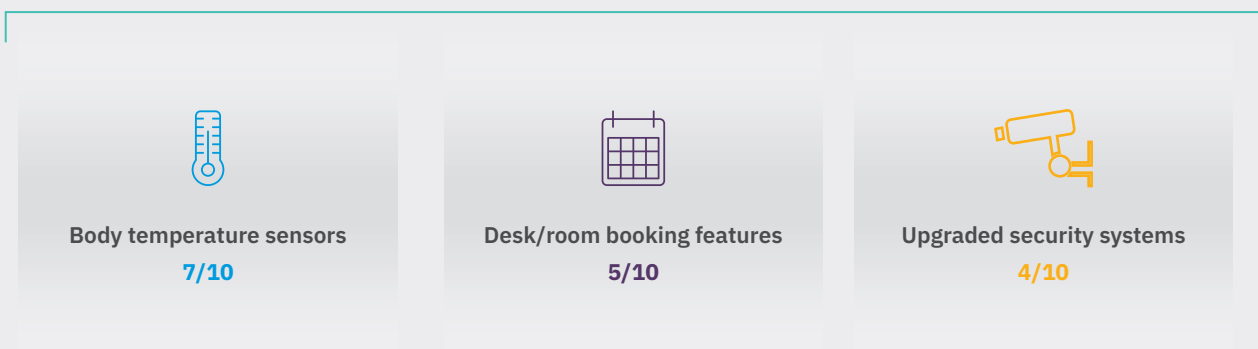 Body temperature sensors
7/10
Desk/room booking features
5/10
Upgraded security systems
4/10